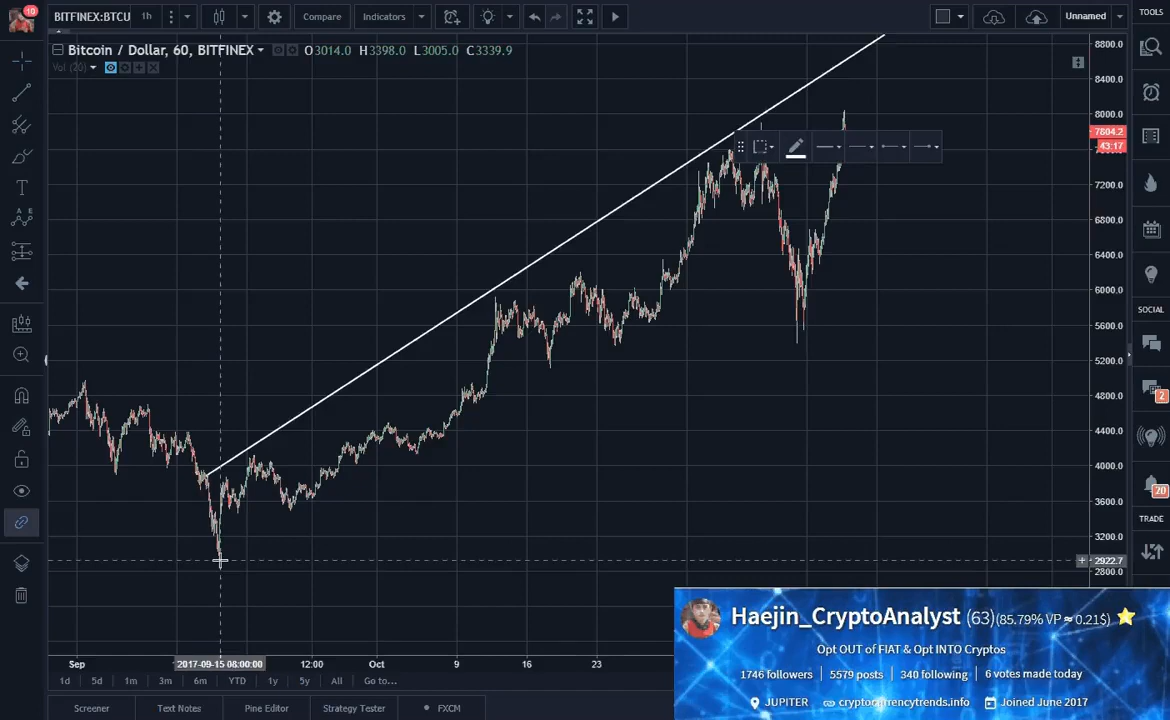 10
BITFINEX:BTCU 1h Compare Indicators Unnamed
TOOLS
Bitcoin / Dollar, 60, BITFINEX O3014.0 H3398.0 L3005.0 C3339.9
Vol (20)
8800.0
8400.0
8000.0
7804.2
43:17
7200.0
6800.0
6400.0
6000.0
5600.0
5200.0
4800.0
4400.0
4000.0
3600.0
3200.0
2922.7
2800.0
SOCIAL
2
20
TRADE
Sep 2017-09-15 08:00:00 12:00 Oct 9 16 23
1d 5d 1m 3m 6m YTD 1y 5y All Go to...
Screener Text Notes Pine Editor Strategy Tester FXCM
Haejin_CryptoAnalyst (63)(85.79% VP ≈ 0.21$)
Opt OUT of FIAT & Opt INTO Cryptos
1746 followers | 5579 posts | 340 following | 6 votes made today
JUPITER cryptocurrencytrends.info Joined June 2017